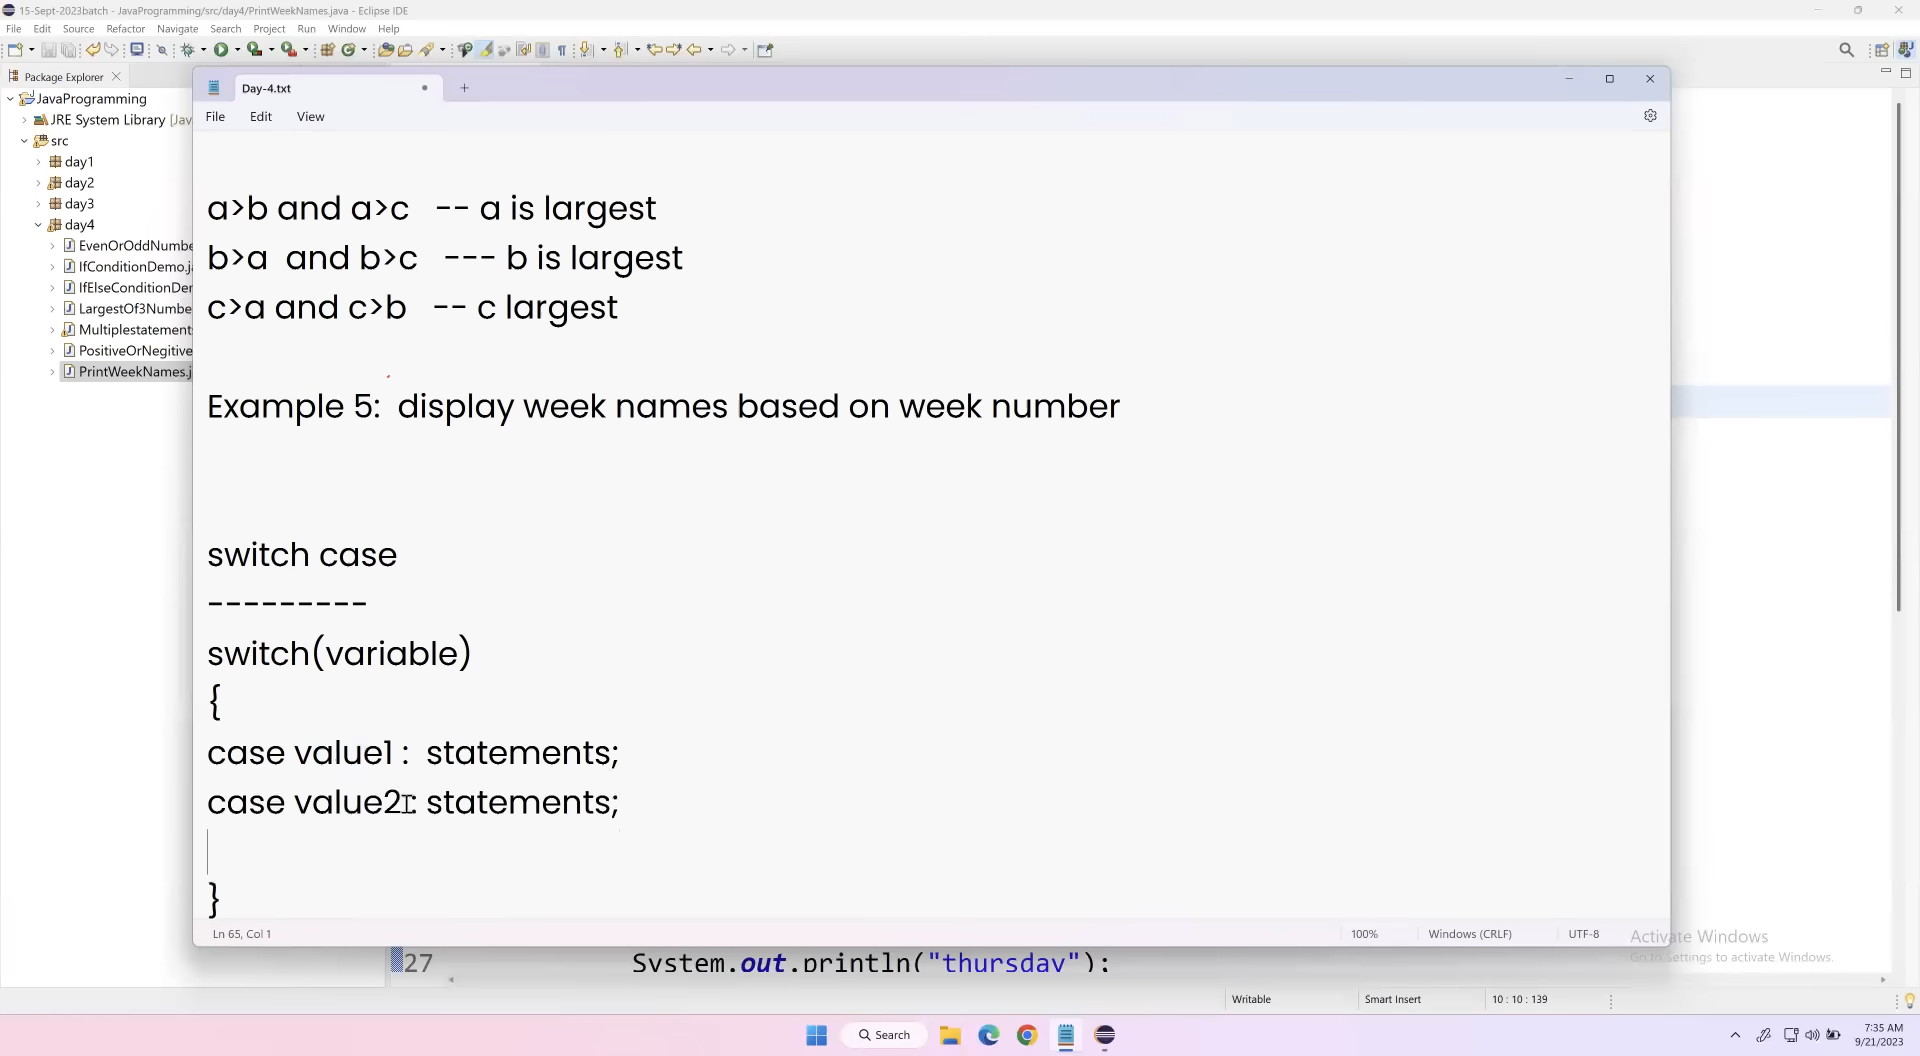 15-Sept-2023batch - JavaProgramming/src/day4/PrintWeekNames.java - Eclipse IDE
File Edit Source Refactor Navigate Search Project Run Window Help
Package Explorer
JavaProgramming
JRE System Library [Jav
src
day1
day2
day3
day4
EvenOrOddNumbe
IfConditionDemo.j
IfElseConditionDer
LargestOf3Numbe
Multiplestatement
PositiveOrNegitive
PrintWeekNames.j
Day-4.txt
File Edit View
a>b and a>c -- a is largest
b>a and b>c --- b is largest
c>a and c>b -- c largest
Example 5: display week names based on week number
switch case
---------
switch(variable)
{
case value1 : statements;
case value2 : statements;
}
Ln 65, Col 1
100%
Windows (CRLF)
UTF-8
Activate Windows
Go to Settings to activate Windows.
27 System.out.println("thursday");
Writable
Smart Insert
10 : 10 : 139
Search
7:35 AM
9/21/2023